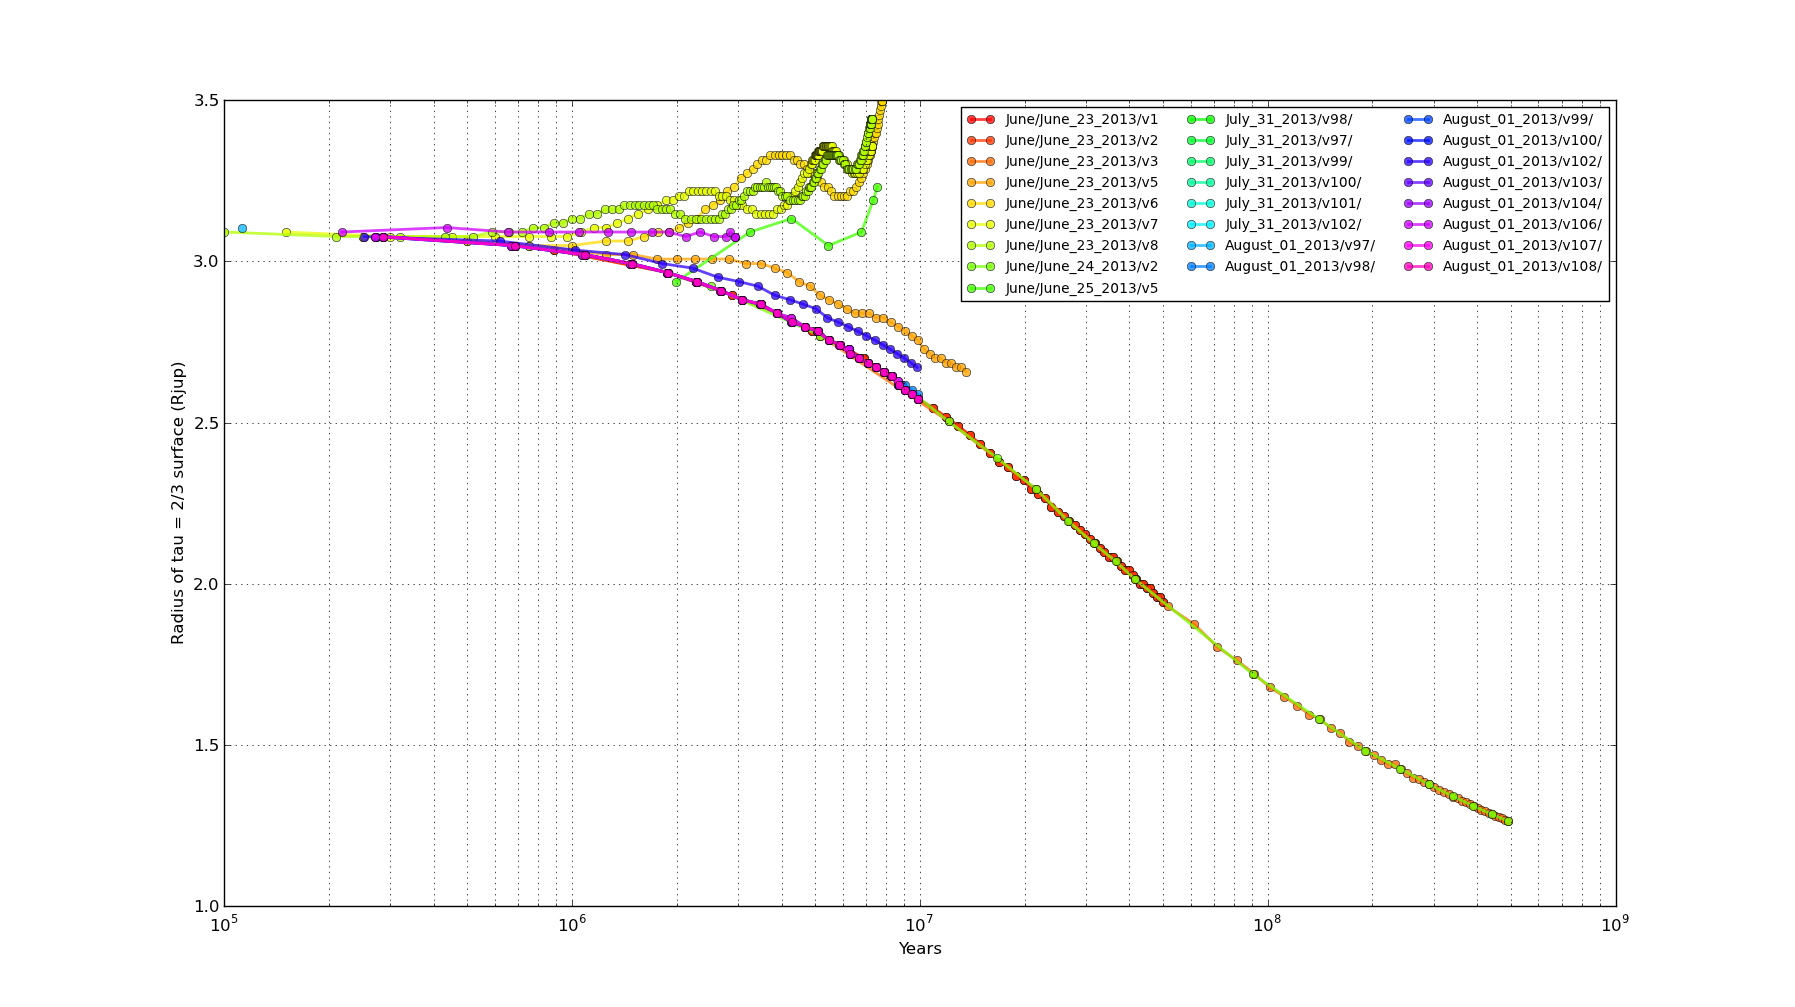 3.5
3.0
2.5
2.0
1.5
1.0
Radius of tau = 2/3 surface (Rjup)
10^5
10^6
10^7
10^8
10^9
Years
June/June_23_2013/v1
June/June_23_2013/v2
June/June_23_2013/v3
June/June_23_2013/v5
June/June_23_2013/v6
June/June_23_2013/v7
June/June_23_2013/v8
June/June_24_2013/v2
June/June_25_2013/v5
July_31_2013/v98/
July_31_2013/v97/
July_31_2013/v99/
July_31_2013/v100/
July_31_2013/v101/
July_31_2013/v102/
August_01_2013/v97/
August_01_2013/v98/
August_01_2013/v99/
August_01_2013/v100/
August_01_2013/v102/
August_01_2013/v103/
August_01_2013/v104/
August_01_2013/v106/
August_01_2013/v107/
August_01_2013/v108/